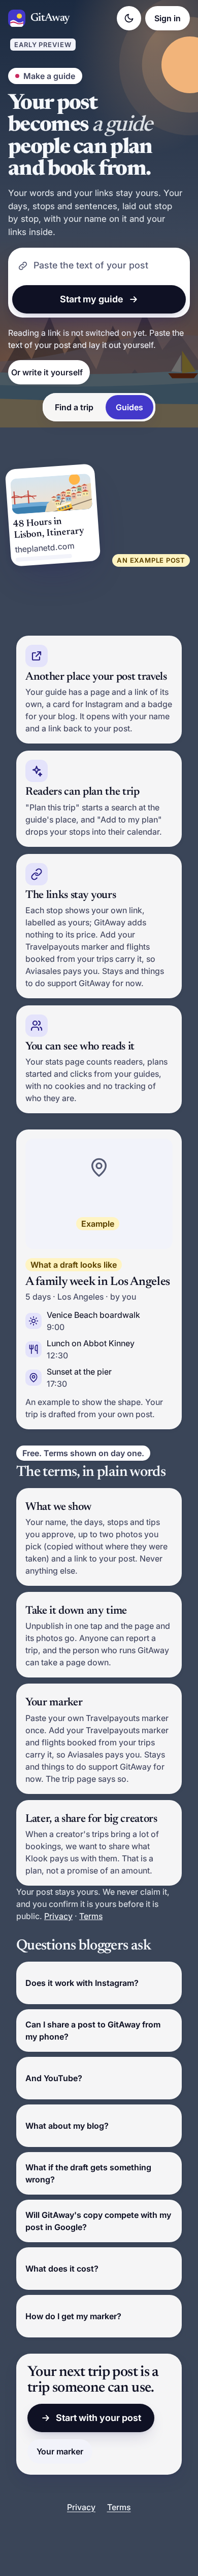 GitAway
Sign in
EARLY PREVIEW
Make a guide
Your post
becomes a guide
people can plan
and book from.
Your words and your links stay yours. Your
days, stops and sentences, laid out stop
by stop, with your name on it and your
links inside.
Paste the text of your post
Start my guide →
Reading a link is not switched on yet. Paste the
text of your post and lay it out yourself.
Or write it yourself
Find a trip
Guides
48 Hours in
Lisbon, Itinerary
theplanetd.com
AN EXAMPLE POST
Another place your post travels
Your guide has a page and a link of its
own, a card for Instagram and a badge
for your blog. It opens with your name
and a link back to your post.
Readers can plan the trip
"Plan this trip" starts a search at the
guide's place, and "Add to my plan"
drops your stops into their calendar.
The links stay yours
Each stop shows your own link,
labelled as yours; GitAway adds
nothing to its price. Add your
Travelpayouts marker and flights
booked from your trips carry it, so
Aviasales pays you. Stays and things
to do support GitAway for now.
You can see who reads it
Your stats page counts readers, plans
started and clicks from your guides,
with no cookies and no tracking of
who they are.
Example
What a draft looks like
A family week in Los Angeles
5 days · Los Angeles · by you
Venice Beach boardwalk
9:00
Lunch on Abbot Kinney
12:30
Sunset at the pier
17:30
An example to show the shape. Your
trip is drafted from your own post.
Free. Terms shown on day one.
The terms, in plain words
What we show
Your name, the days, stops and tips
you approve, up to two photos you
pick (copied without where they were
taken) and a link to your post. Never
anything else.
Take it down any time
Unpublish in one tap and the page and
its photos go. Anyone can report a
trip, and the person who runs GitAway
can take a page down.
Your marker
Paste your own Travelpayouts marker
once. Add your Travelpayouts marker
and flights booked from your trips
carry it, so Aviasales pays you. Stays
and things to do support GitAway for
now. The trip page says so.
Later, a share for big creators
When a creator's trips bring a lot of
bookings, we want to share what
Klook pays us with them. That is a
plan, not a promise of an amount.
Your post stays yours. We never claim it,
and you confirm it is yours before it is
public. Privacy · Terms
Questions bloggers ask
Does it work with Instagram?
Can I share a post to GitAway from
my phone?
And YouTube?
What about my blog?
What if the draft gets something
wrong?
Will GitAway's copy compete with my
post in Google?
What does it cost?
How do I get my marker?
Your next post is a
trip someone can use.
→ Start with your post
Your marker
Privacy
Terms